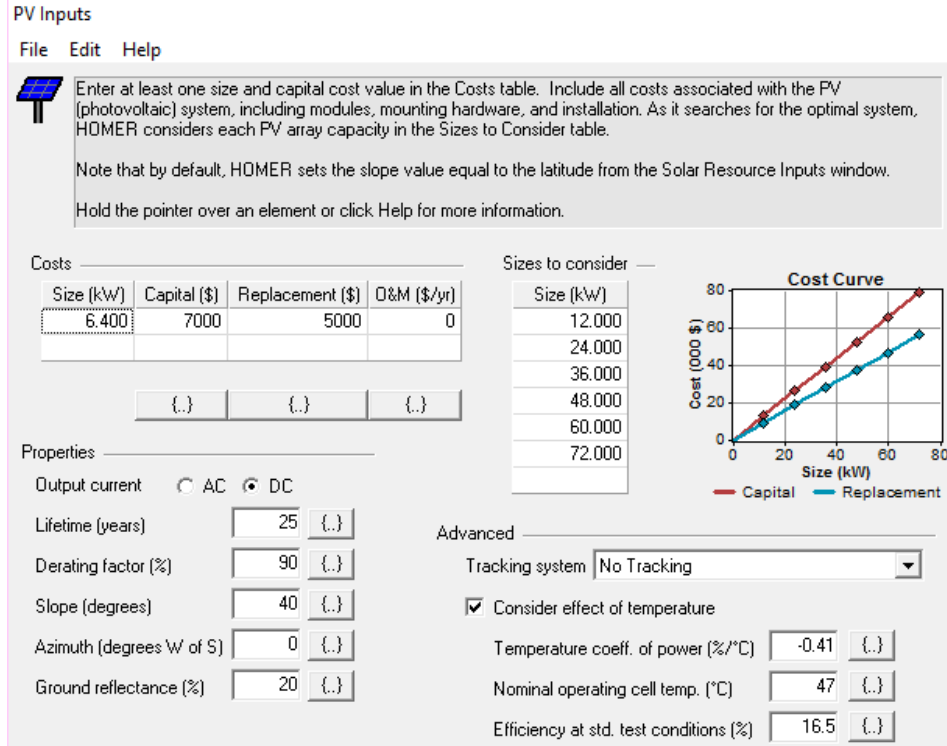 PV Inputs
File Edit Help
Enter at least one size and capital cost value in the Costs table. Include all costs associated with the PV
(photovoltaic) system, including modules, mounting hardware, and installation. As it searches for the optimal system,
HOMER considers each PV array capacity in the Sizes to Consider table.
Note that by default, HOMER sets the slope value equal to the latitude from the Solar Resource Inputs window.
Hold the pointer over an element or click Help for more information.
Costs
Size (kW) Capital ($) Replacement ($) O&M ($/yr)
6.400 7000 5000 0
{..} {..} {..}
Sizes to consider
Size (kW)
12.000
24.000
36.000
48.000
60.000
72.000
Cost Curve
Cost (000 $)
80
60
40
20
0
0 20 40 60 80
Size (kW)
Capital Replacement
Properties
Output current AC DC
Lifetime (years) 25 {..}
Derating factor (%) 90 {..}
Slope (degrees) 40 {..}
Azimuth (degrees W of S) 0 {..}
Ground reflectance (%) 20 {..}
Advanced
Tracking system No Tracking
Consider effect of temperature
Temperature coeff. of power (%/°C) -0.41 {..}
Nominal operating cell temp. (°C) 47 {..}
Efficiency at std. test conditions (%) 16.5 {..}